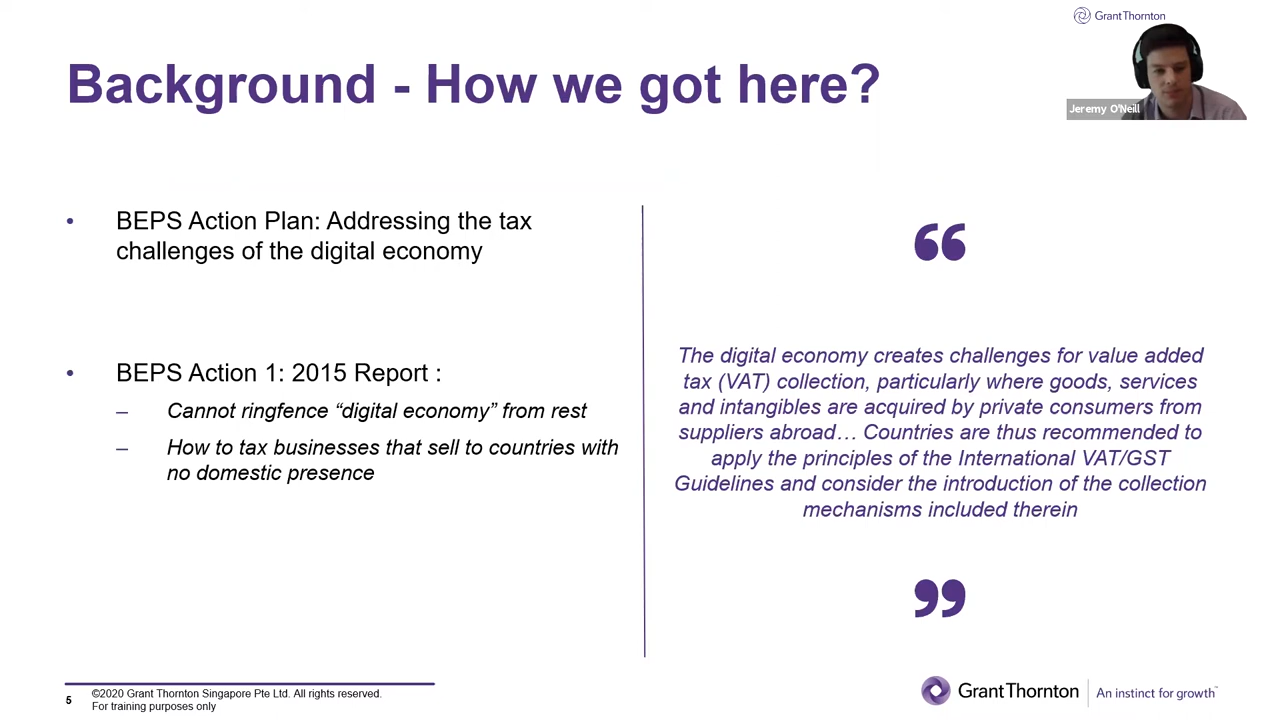 Grant Thornton
Background - How we got here?
Jeremy O'Neill
• BEPS Action Plan: Addressing the tax
challenges of the digital economy
• BEPS Action 1: 2015 Report :
– Cannot ringfence “digital economy” from rest
– How to tax businesses that sell to countries with
no domestic presence
“
The digital economy creates challenges for value added
tax (VAT) collection, particularly where goods, services
and intangibles are acquired by private consumers from
suppliers abroad… Countries are thus recommended to
apply the principles of the International VAT/GST
Guidelines and consider the introduction of the collection
mechanisms included therein
”
5 ©2020 Grant Thornton Singapore Pte Ltd. All rights reserved.
For training purposes only
Grant Thornton An instinct for growth™